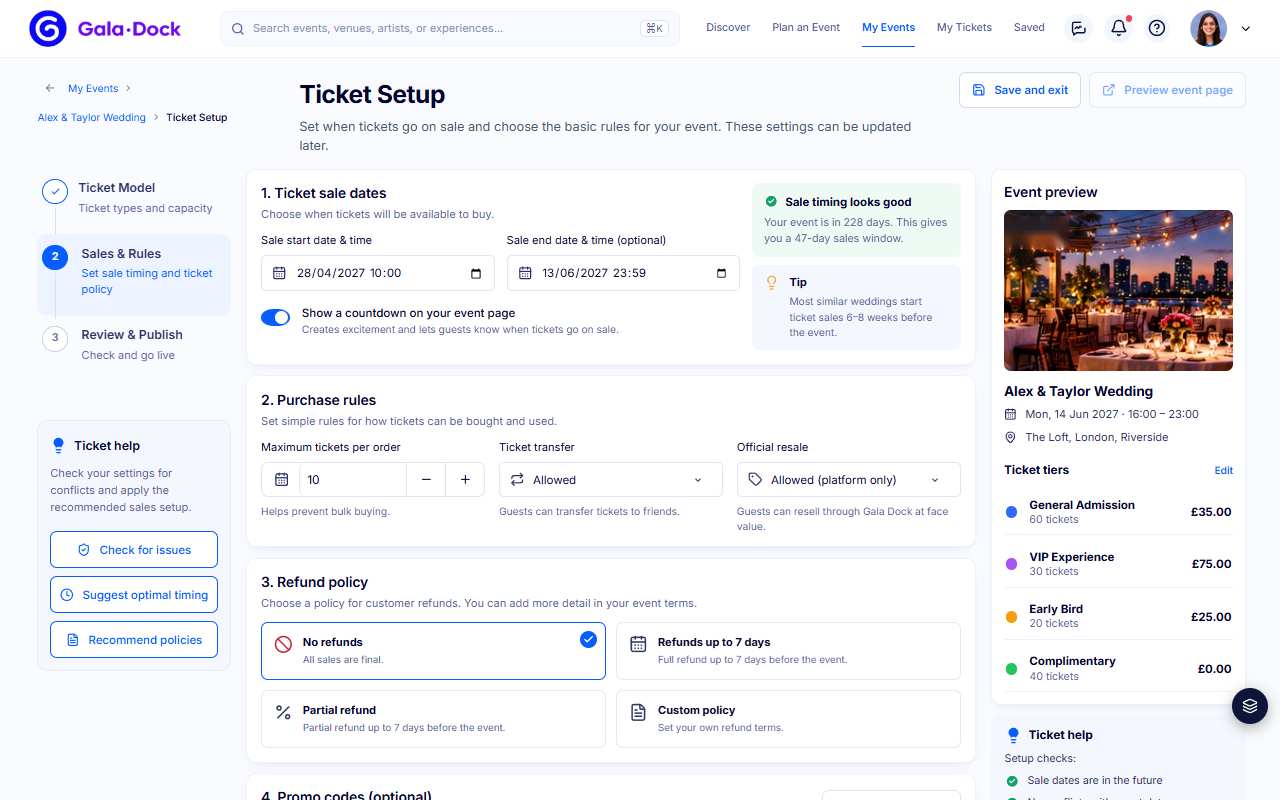 Gala·Dock
Search events, venues, artists, or experiences...
⌘K
Discover
Plan an Event
My Events
My Tickets
Saved
My Events
Alex & Taylor Wedding > Ticket Setup
Ticket Setup
Set when tickets go on sale and choose the basic rules for your event. These settings can be updated
later.
Save and exit
Preview event page
Ticket Model
Ticket types and capacity
2
Sales & Rules
Set sale timing and ticket
policy
3
Review & Publish
Check and go live
Ticket help
Check your settings for
conflicts and apply the
recommended sales setup.
Check for issues
Suggest optimal timing
Recommend policies
1. Ticket sale dates
Choose when tickets will be available to buy.
Sale start date & time
28/04/2027 10:00
Sale end date & time (optional)
13/06/2027 23:59
Show a countdown on your event page
Creates excitement and lets guests know when tickets go on sale.
Sale timing looks good
Your event is in 228 days. This gives
you a 47-day sales window.
Tip
Most similar weddings start
ticket sales 6–8 weeks before
the event.
2. Purchase rules
Set simple rules for how tickets can be bought and used.
Maximum tickets per order
10
Helps prevent bulk buying.
Ticket transfer
Allowed
Guests can transfer tickets to friends.
Official resale
Allowed (platform only)
Guests can resell through Gala Dock at face
value.
3. Refund policy
Choose a policy for customer refunds. You can add more detail in your event terms.
No refunds
All sales are final.
Refunds up to 7 days
Full refund up to 7 days before the event.
Partial refund
Partial refund up to 7 days before the event.
Custom policy
Set your own refund terms.
4. Promo codes (optional)
Event preview
Alex & Taylor Wedding
Mon, 14 Jun 2027 · 16:00 – 23:00
The Loft, London, Riverside
Ticket tiers
Edit
General Admission
60 tickets
£35.00
VIP Experience
30 tickets
£75.00
Early Bird
20 tickets
£25.00
Complimentary
40 tickets
£0.00
Ticket help
Setup checks:
Sale dates are in the future